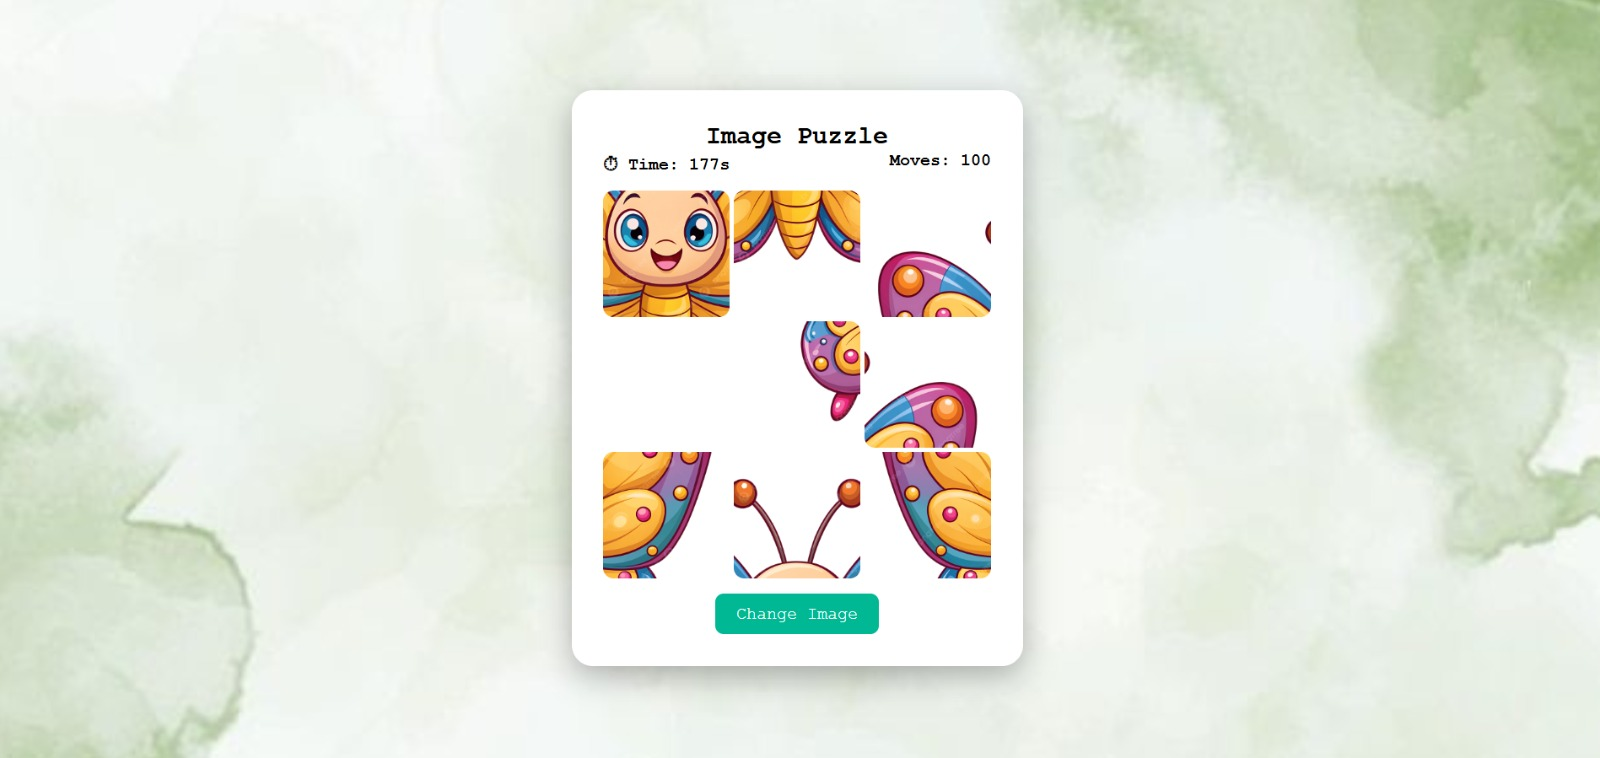 Image Puzzle
⏱ Time: 177s
Moves: 100
Change Image